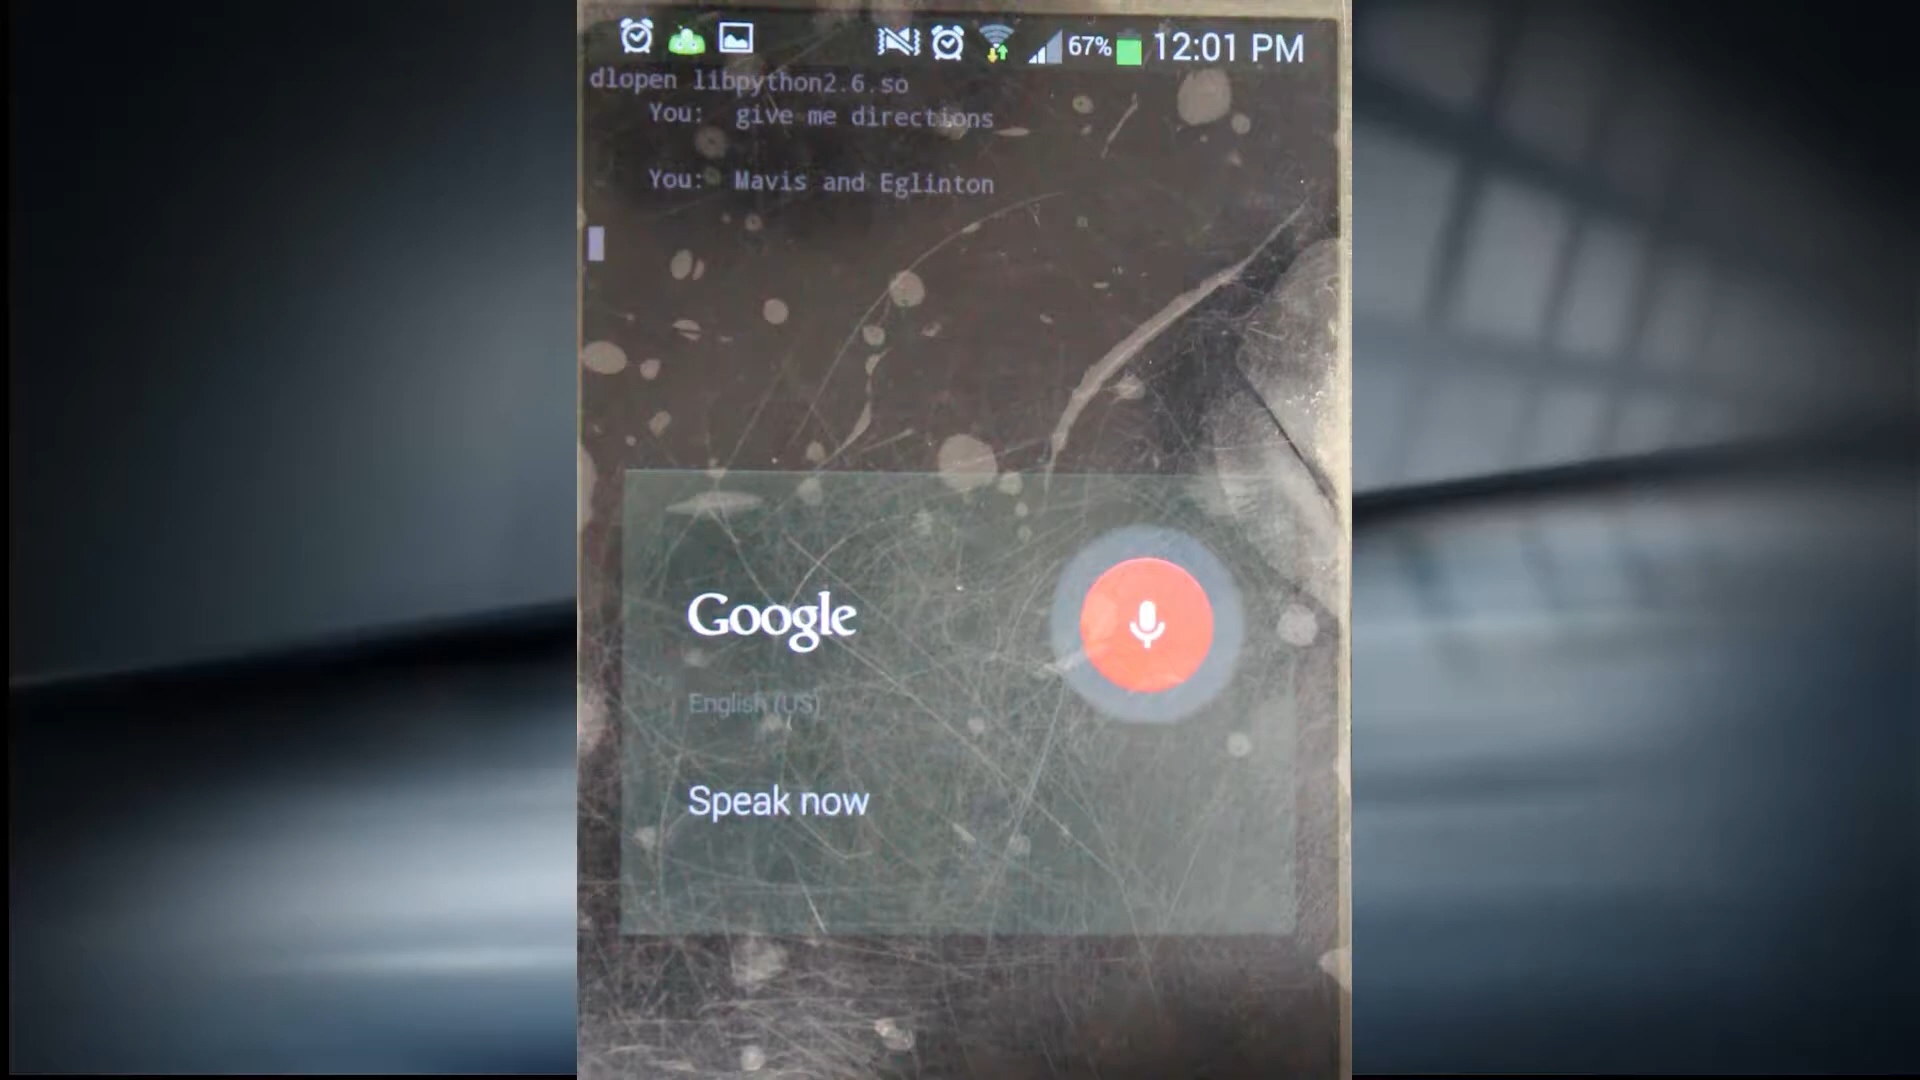 67% 12:01 PM
dlopen libpython2.6.so
You: give me directions
You: Mavis and Eglinton
Google
English (US)
Speak now